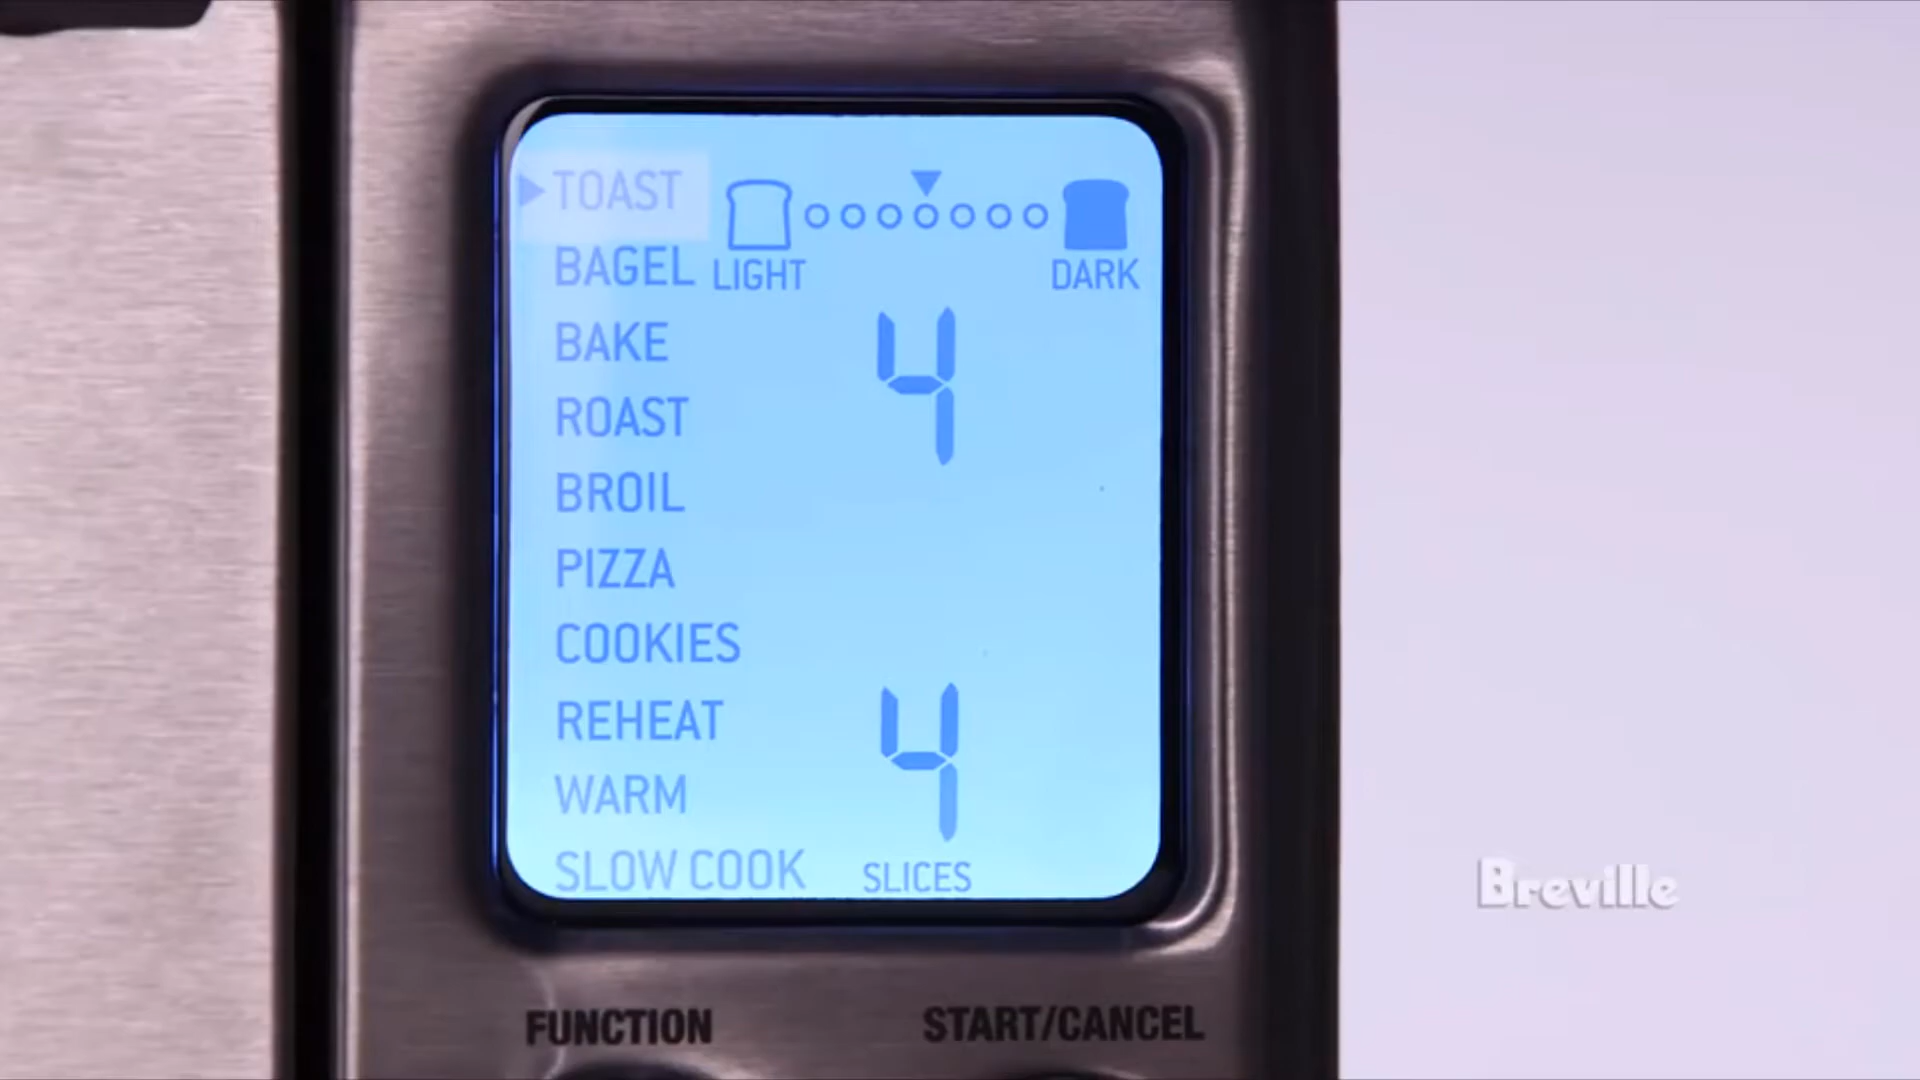 TOAST
BAGEL
BAKE
ROAST
BROIL
PIZZA
COOKIES
REHEAT
WARM
SLOW COOK
LIGHT
DARK
4
4
SLICES
FUNCTION
START/CANCEL
Breville